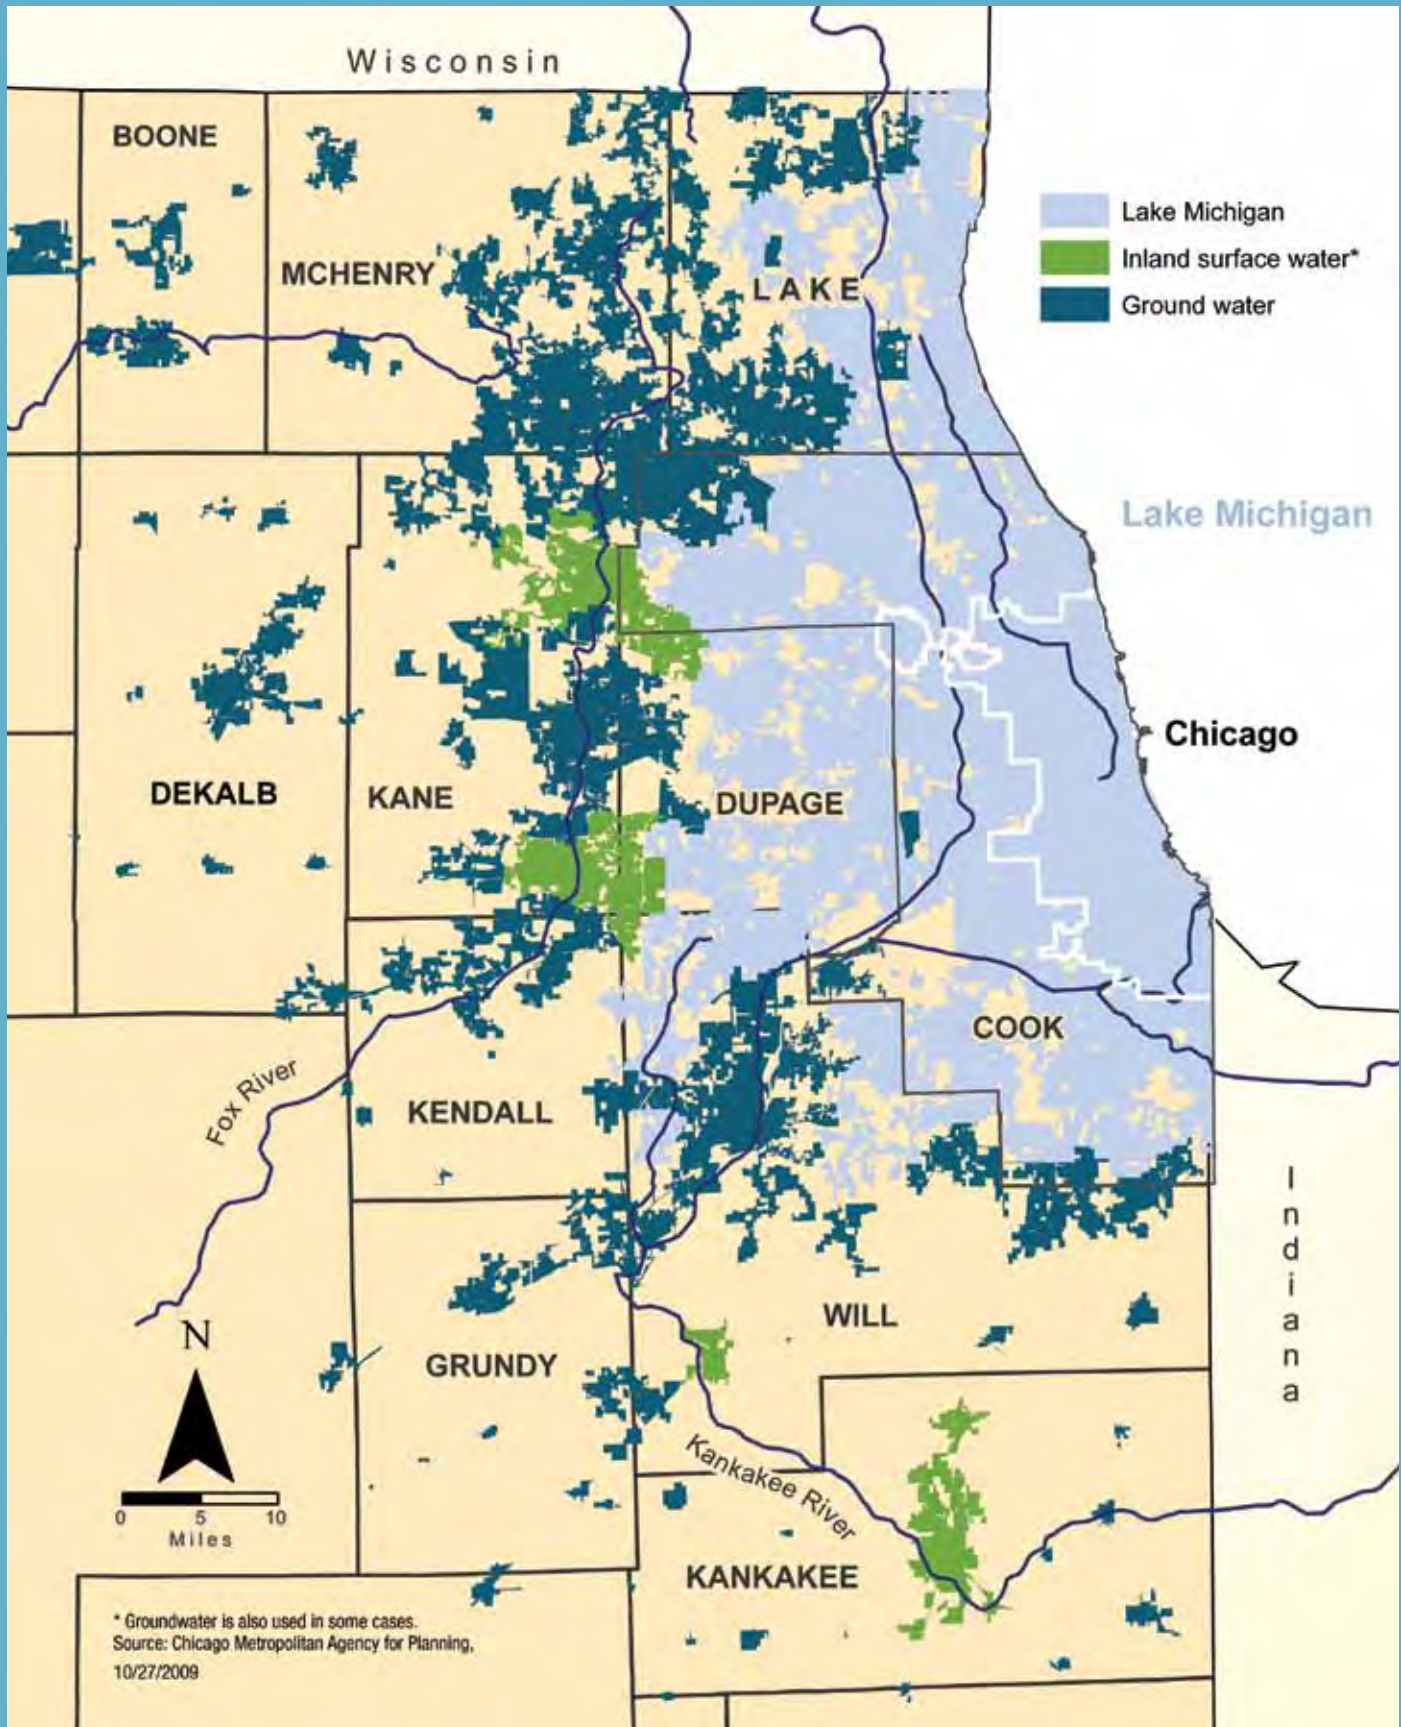 Wisconsin
BOONE
MCHENRY
LAKE
Lake Michigan
Inland surface water*
Ground water
Lake Michigan
Chicago
DEKALB
KANE
DUPAGE
COOK
Fox River
KENDALL
Indiana
WILL
N
GRUNDY
Kankakee River
0 5 10
Miles
KANKAKEE
* Groundwater is also used in some cases.
Source: Chicago Metropolitan Agency for Planning,
10/27/2009